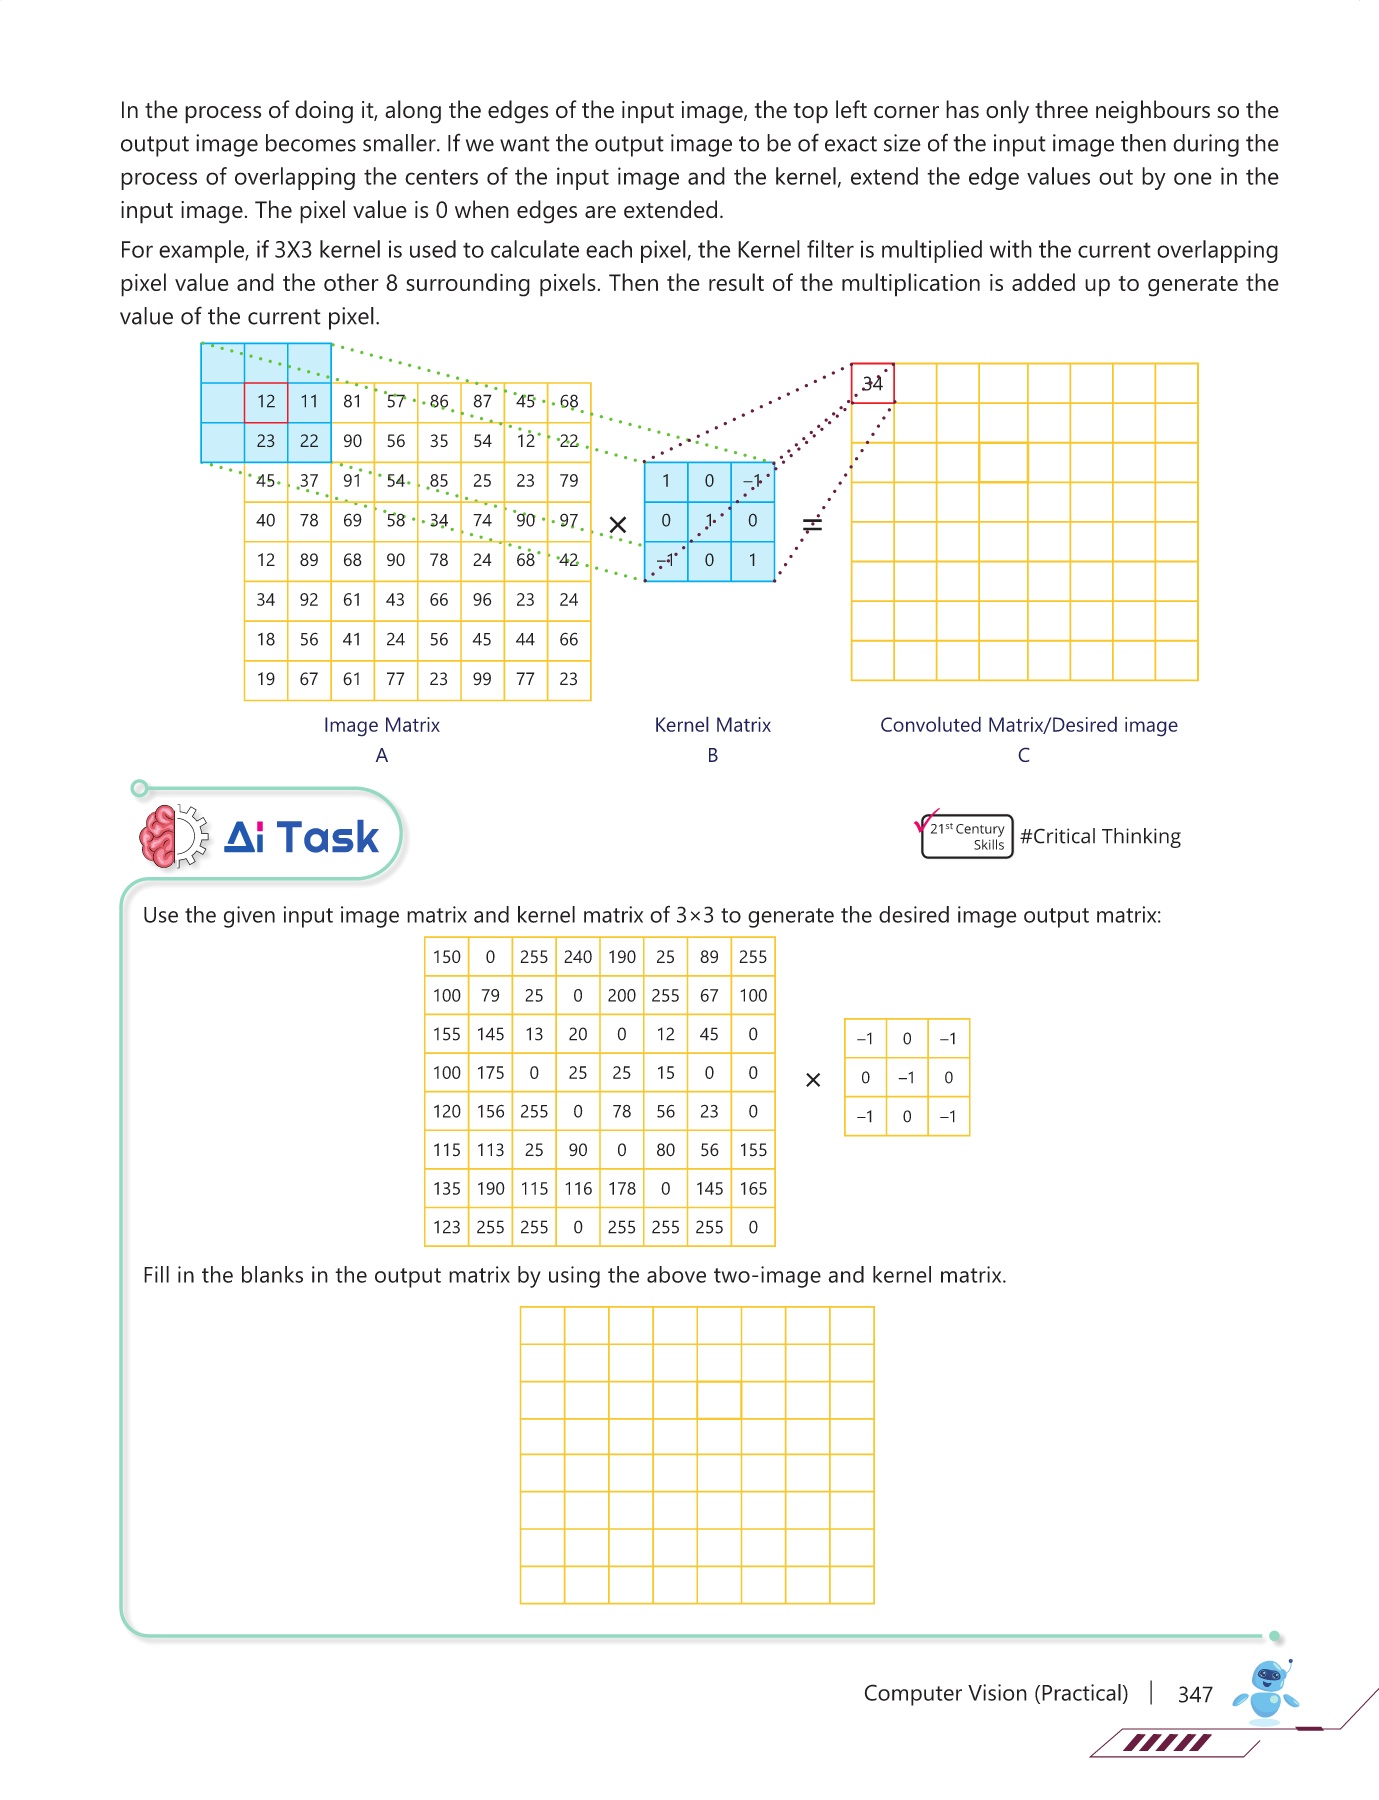 In the process of doing it, along the edges of the input image, the top left corner has only three neighbours so the
output image becomes smaller. If we want the output image to be of exact size of the input image then during the
process of overlapping the centers of the input image and the kernel, extend the edge values out by one in the
input image. The pixel value is 0 when edges are extended.
For example, if 3X3 kernel is used to calculate each pixel, the Kernel filter is multiplied with the current overlapping
pixel value and the other 8 surrounding pixels. Then the result of the multiplication is added up to generate the
value of the current pixel.
34
12 11 81 57 86 87 45 68
23 22 90 56 35 54 12 22
45 37 91 54 85 25 23 79
40 78 69 58 34 74 90 97
12 89 68 90 78 24 68 42
34 92 61 43 66 96 23 24
18 56 41 24 56 45 44 66
19 67 61 77 23 99 77 23
×
1 0 –1
0 1 0
–1 0 1
=
Image Matrix
A
Kernel Matrix
B
Convoluted Matrix/Desired image
C
Ai Task
21st Century
Skills
#Critical Thinking
Use the given input image matrix and kernel matrix of 3×3 to generate the desired image output matrix:
150 0 255 240 190 25 89 255
100 79 25 0 200 255 67 100
155 145 13 20 0 12 45 0
100 175 0 25 25 15 0 0
120 156 255 0 78 56 23 0
115 113 25 90 0 80 56 155
135 190 115 116 178 0 145 165
123 255 255 0 255 255 255 0
×
–1 0 –1
0 –1 0
–1 0 –1
Fill in the blanks in the output matrix by using the above two-image and kernel matrix.
Computer Vision (Practical) | 347